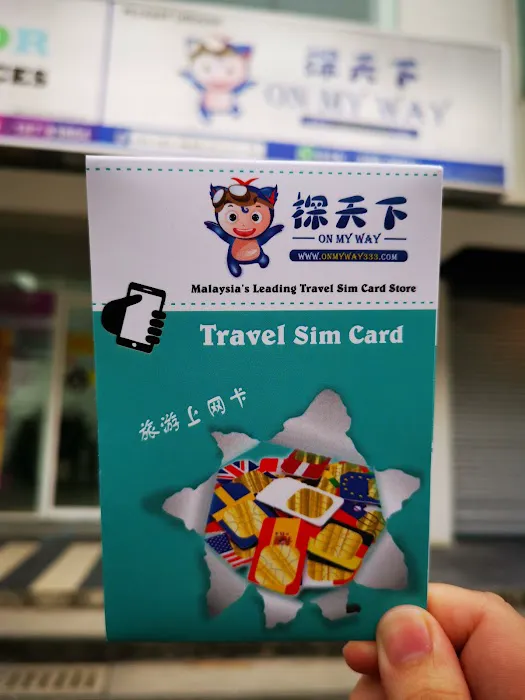 CES
探天下
ON MY WAY
探天下
ON MY WAY
WWW.ONMYWAY333.COM
Malaysia's Leading Travel Sim Card Store
Travel Sim Card
旅游上网卡